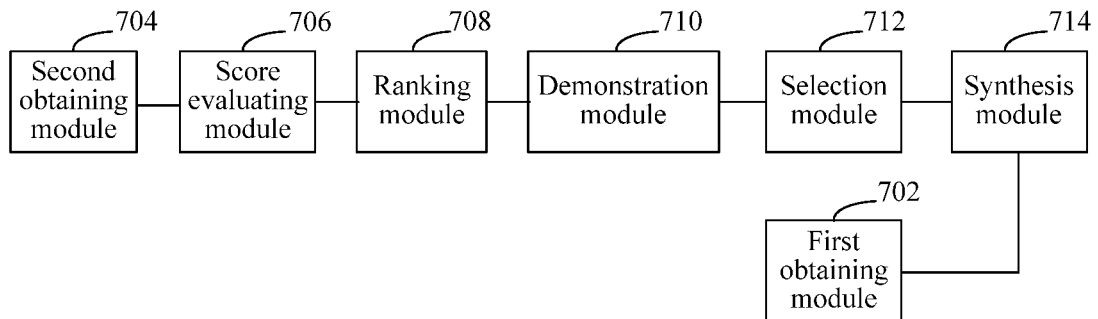 704
706
708
710
712
714
Second
obtaining
module
Score
evaluating
module
Ranking
module
Demonstration
module
Selection
module
Synthesis
module
702
First
obtaining
module